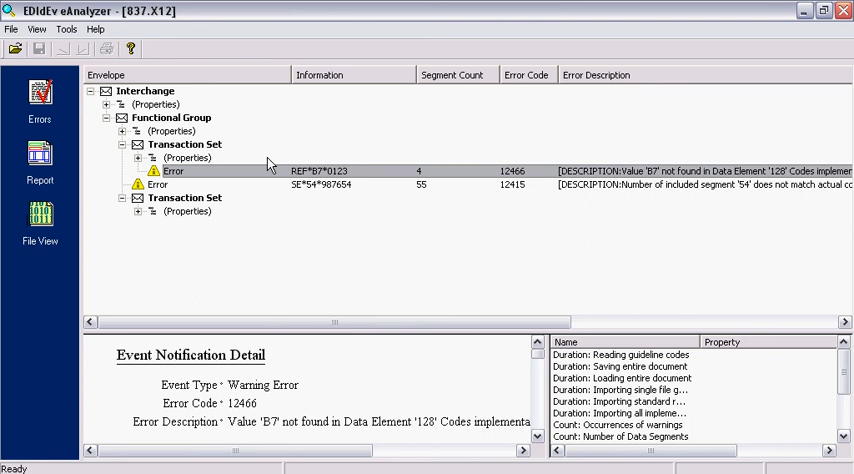 EDIdEv eAnalyzer - [837.X12]
File View Tools Help
Errors
Report
File View
Envelope Information Segment Count Error Code Error Description
Interchange
(Properties)
Functional Group
(Properties)
Transaction Set
(Properties)
Error REF*B7*0123 4 12466 [DESCRIPTION:Value 'B7' not found in Data Element '128' Codes implemer
Error SE*54*987654 55 12415 [DESCRIPTION:Number of included segment '54' does not match actual co
Transaction Set
(Properties)
Event Notification Detail
Event Type * Warning Error
Error Code * 12466
Error Description * Value 'B7' not found in Data Element '128' Codes implementa
Name Property
Duration: Reading guideline codes
Duration: Saving entire document
Duration: Loading entire document
Duration: Importing single file g...
Duration: Importing standard r...
Duration: Importing all impleme...
Count: Occurrences of warnings
Count: Number of Data Segments
Ready